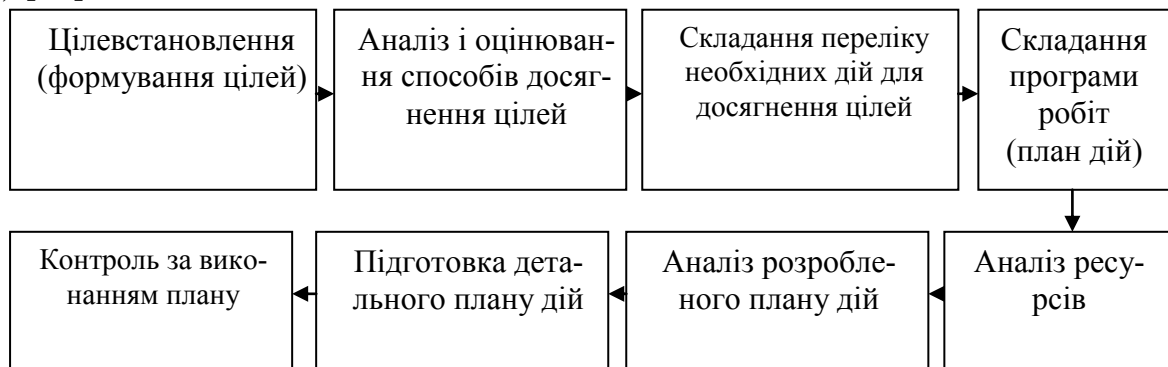 Цілевстановлення
(формування цілей)
Аналіз і оцінюван-
ня способів досяг-
нення цілей
Складання переліку
необхідних дій для
досягнення цілей
Складання
програми
робіт
(план дій)
Аналіз ресу-
рсів
Аналіз розробле-
ного плану дій
Підготовка дета-
льного плану дій
Контроль за вико-
нанням плану